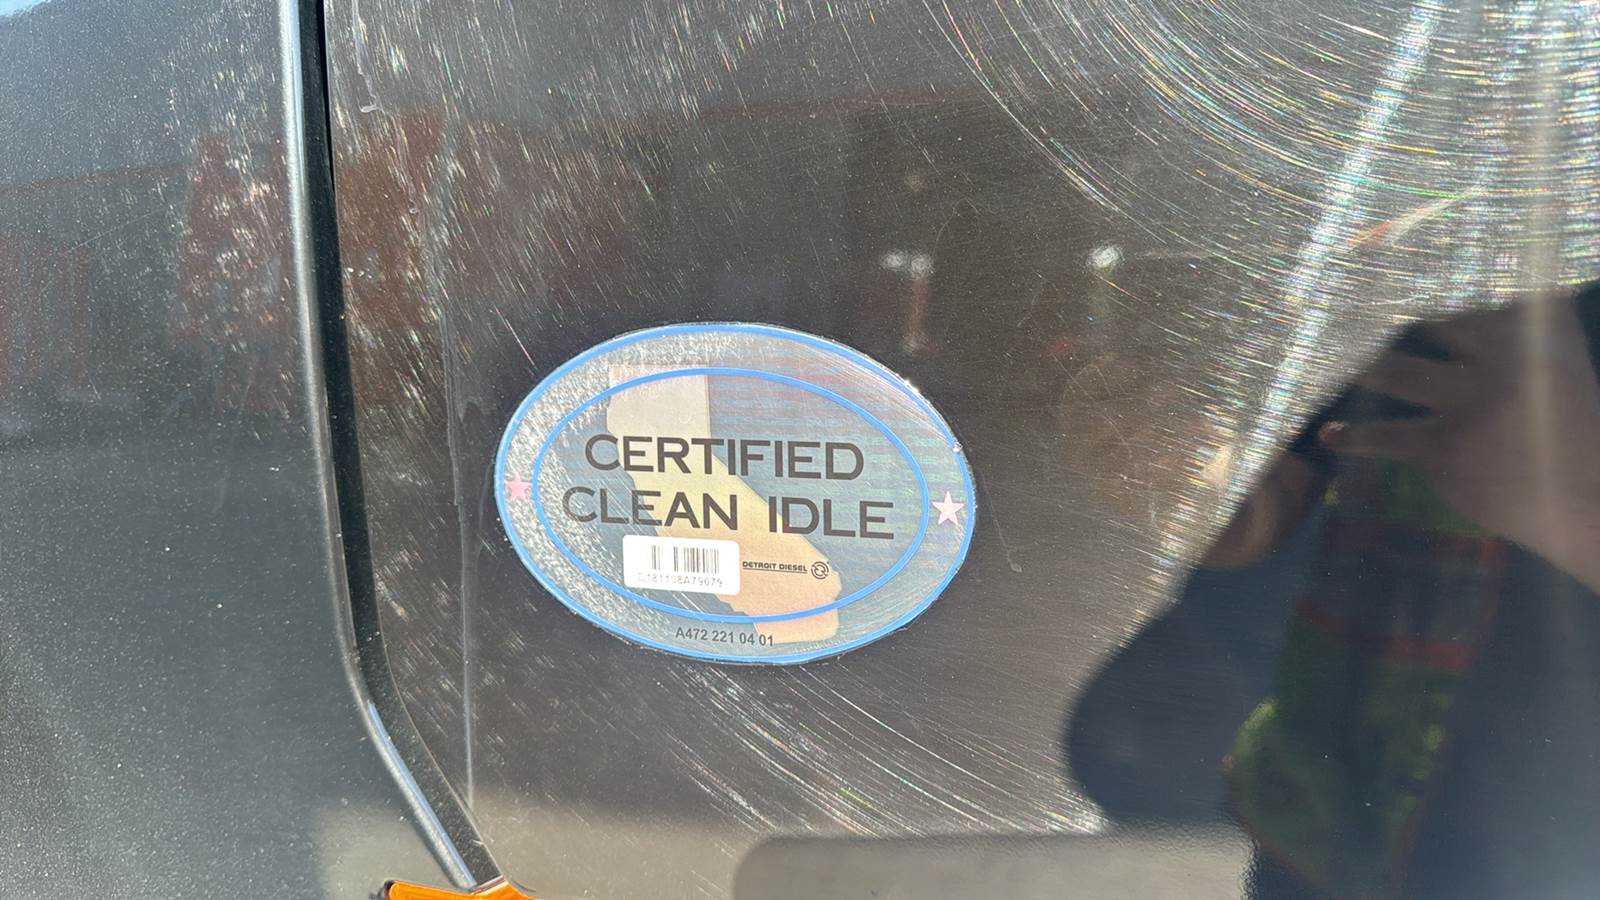 CERTIFIED
CLEAN IDLE
DETROIT DIESEL
D181108A79079
A472 221 04 01